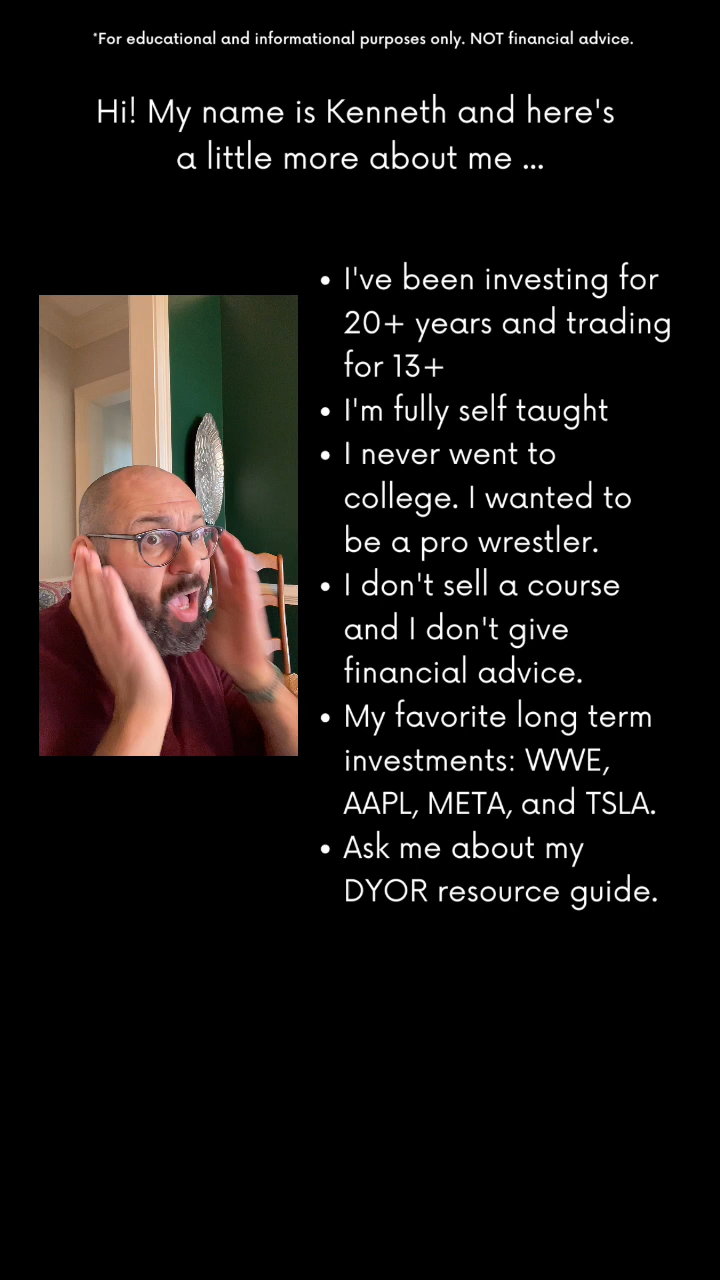 *For educational and informational purposes only. NOT financial advice.
Hi! My name is Kenneth and here's
a little more about me ...
• I've been investing for
20+ years and trading
for 13+
• I'm fully self taught
• I never went to
college. I wanted to
be a pro wrestler.
• I don't sell a course
and I don't give
financial advice.
• My favorite long term
investments: WWE,
AAPL, META, and TSLA.
• Ask me about my
DYOR resource guide.